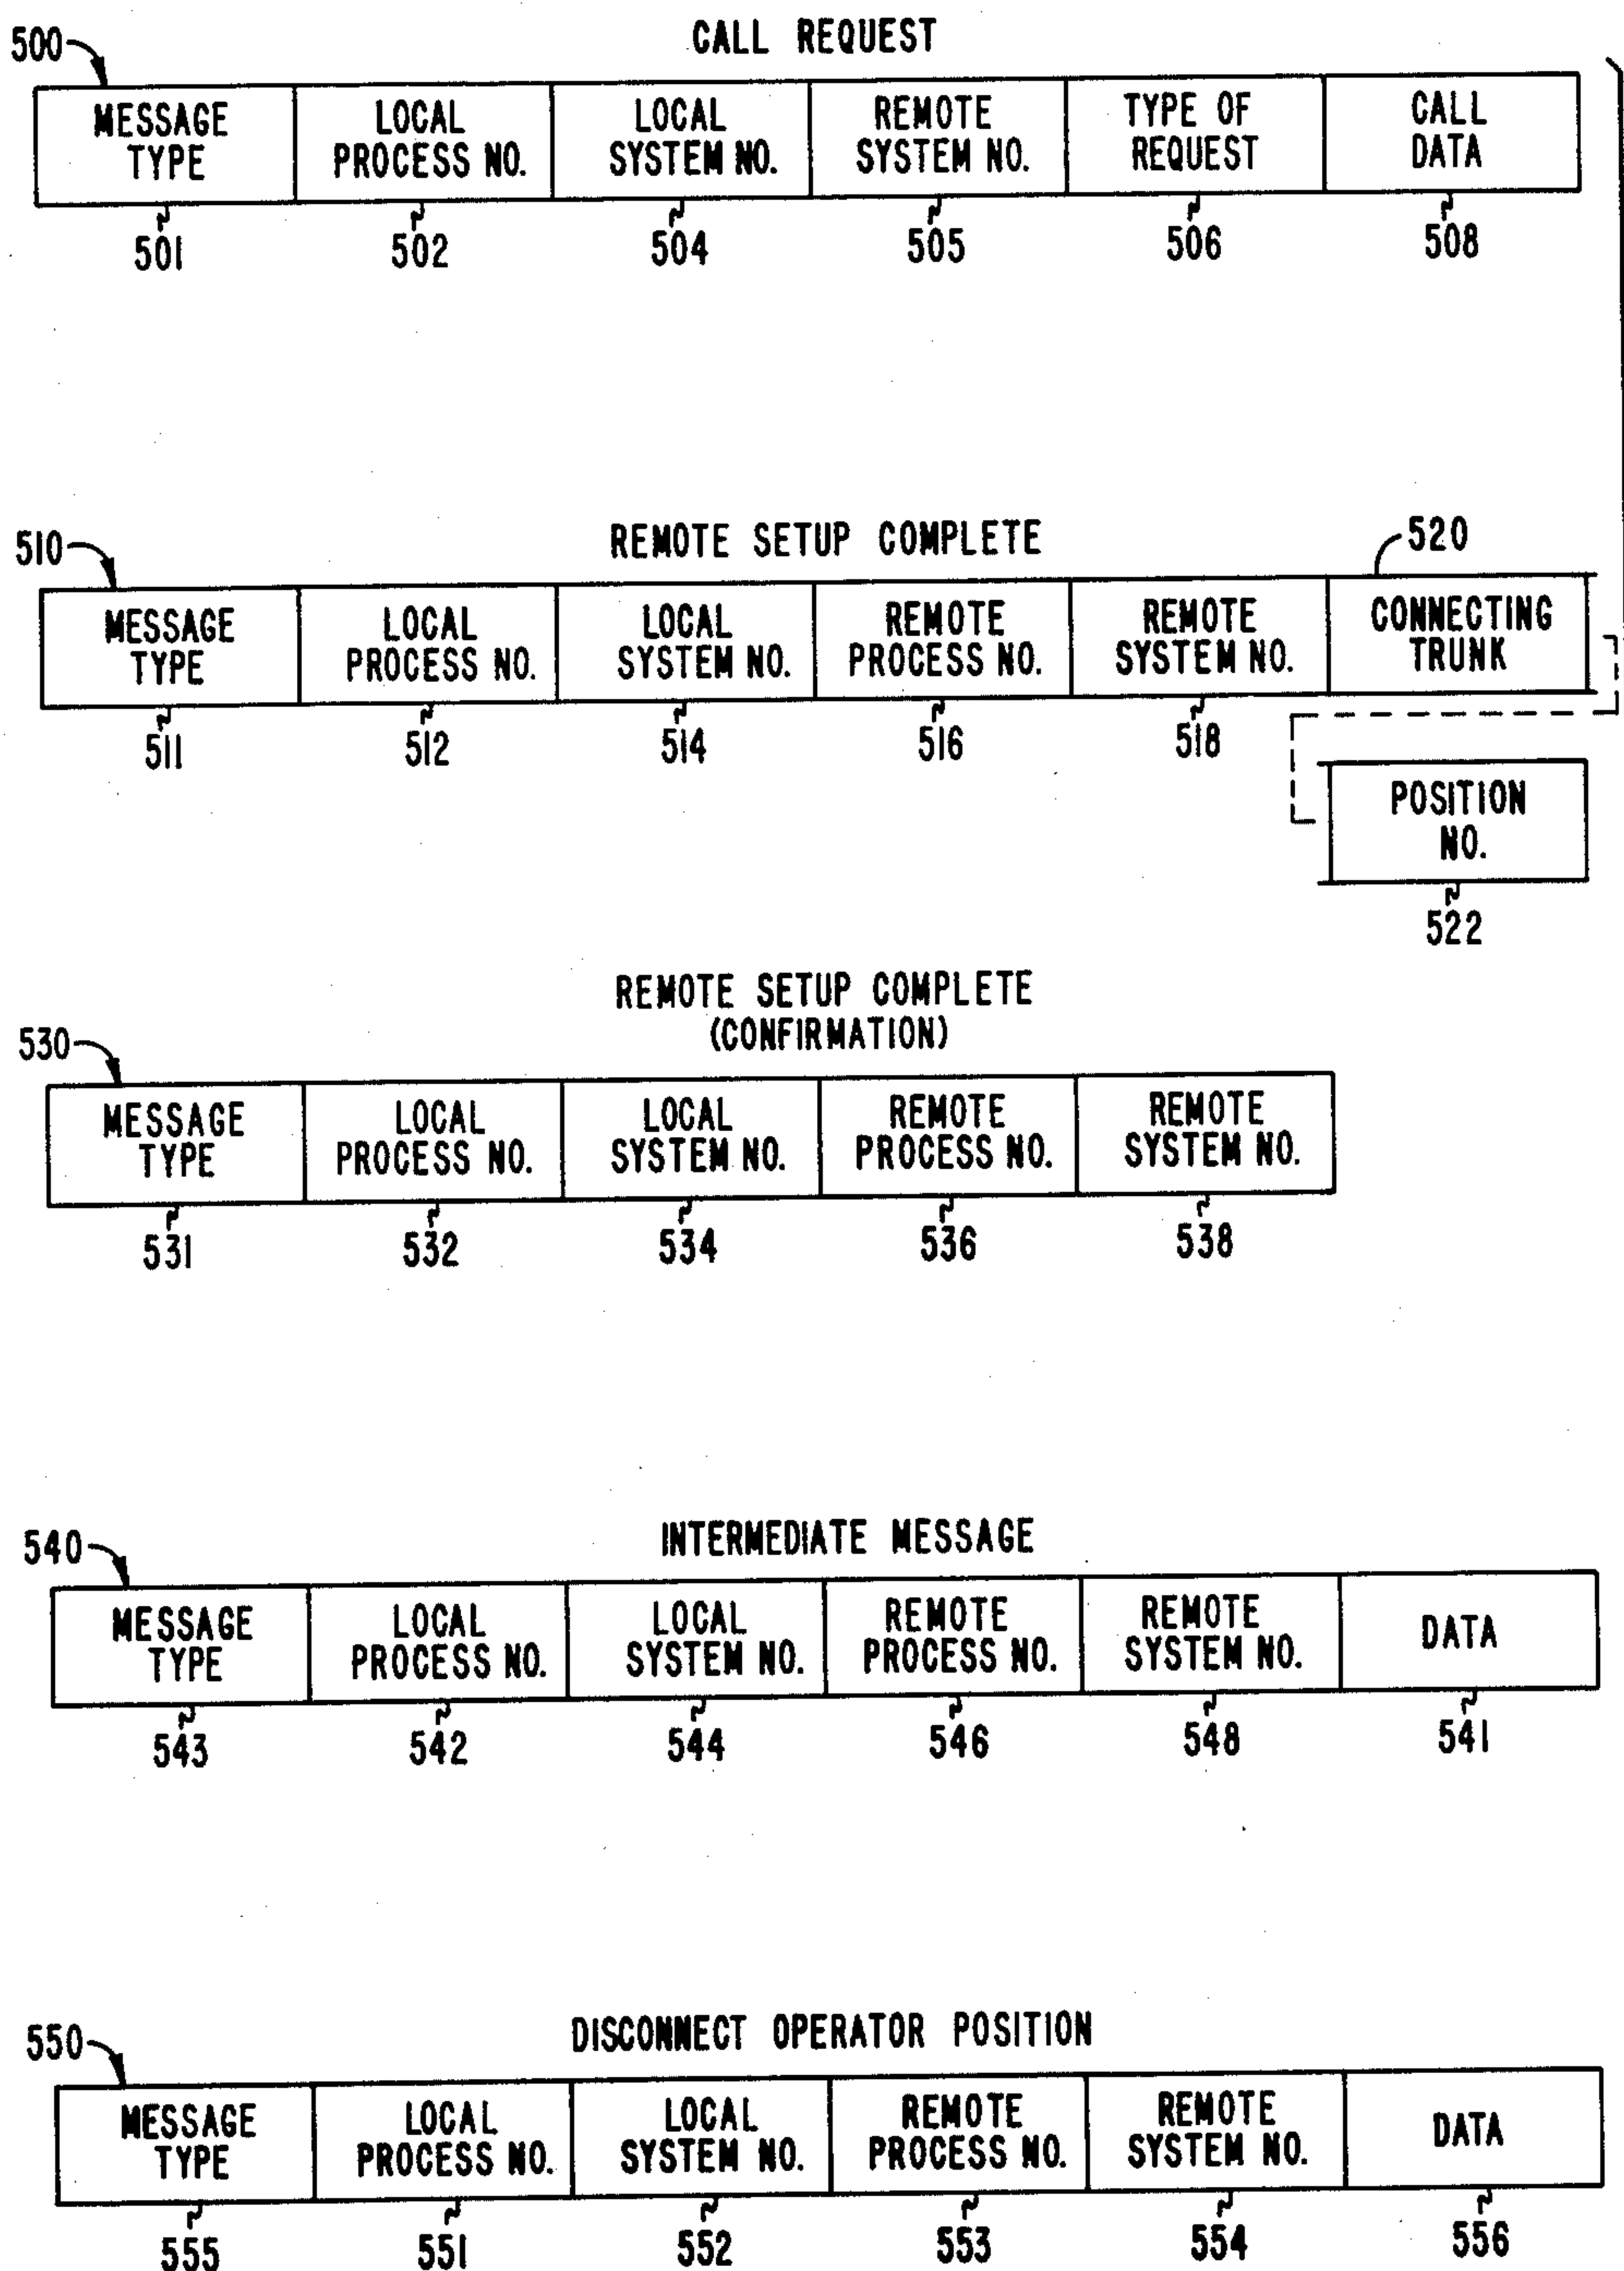 CALL REQUEST
500
MESSAGE TYPE
LOCAL PROCESS NO.
LOCAL SYSTEM NO.
REMOTE SYSTEM NO.
TYPE OF REQUEST
CALL DATA
501 502 504 505 506 508
REMOTE SETUP COMPLETE
510
520
MESSAGE TYPE
LOCAL PROCESS NO.
LOCAL SYSTEM NO.
REMOTE PROCESS NO.
REMOTE SYSTEM NO.
CONNECTING TRUNK
511 512 514 516 518
POSITION NO.
522
REMOTE SETUP COMPLETE
(CONFIRMATION)
530
MESSAGE TYPE
LOCAL PROCESS NO.
LOCAL SYSTEM NO.
REMOTE PROCESS NO.
REMOTE SYSTEM NO.
531 532 534 536 538
INTERMEDIATE MESSAGE
540
MESSAGE TYPE
LOCAL PROCESS NO.
LOCAL SYSTEM NO.
REMOTE PROCESS NO.
REMOTE SYSTEM NO.
DATA
543 542 544 546 548 541
DISCONNECT OPERATOR POSITION
550
MESSAGE TYPE
LOCAL PROCESS NO.
LOCAL SYSTEM NO.
REMOTE PROCESS NO.
REMOTE SYSTEM NO.
DATA
555 551 552 553 554 556